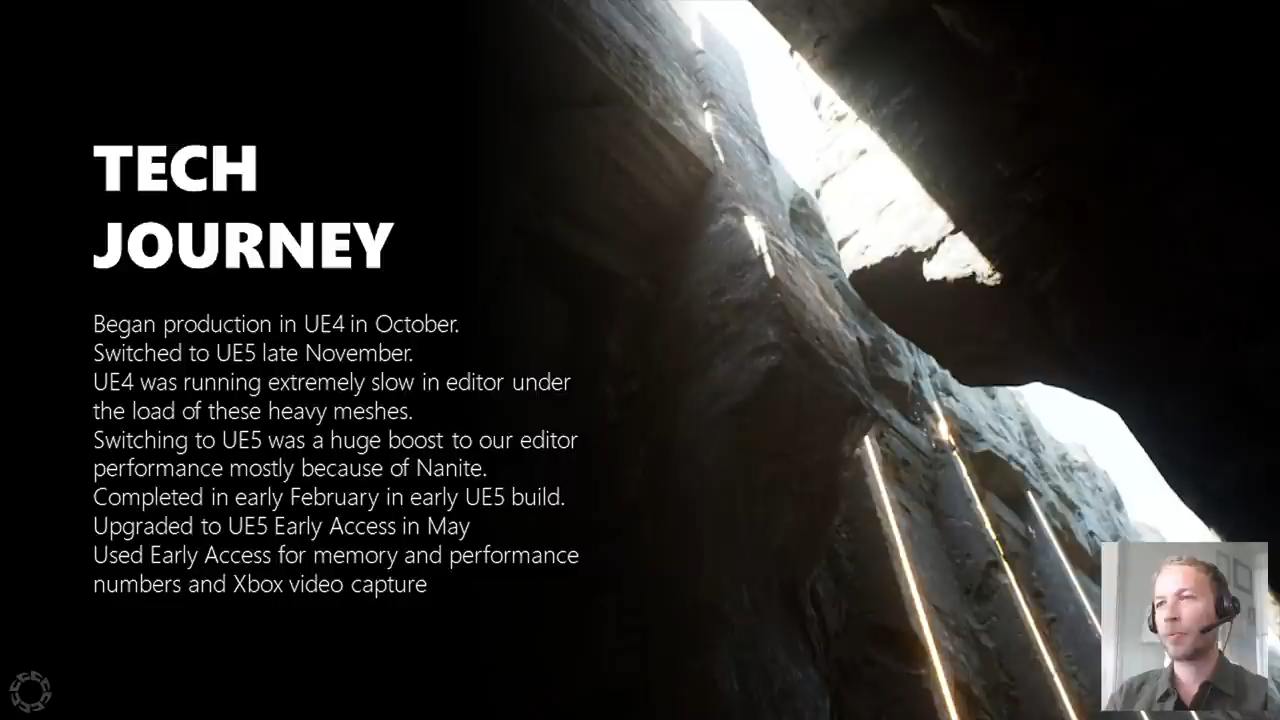 TECH
JOURNEY
Began production in UE4 in October.
Switched to UE5 late November.
UE4 was running extremely slow in editor under
the load of these heavy meshes.
Switching to UE5 was a huge boost to our editor
performance mostly because of Nanite.
Completed in early February in early UE5 build.
Upgraded to UE5 Early Access in May
Used Early Access for memory and performance
numbers and Xbox video capture